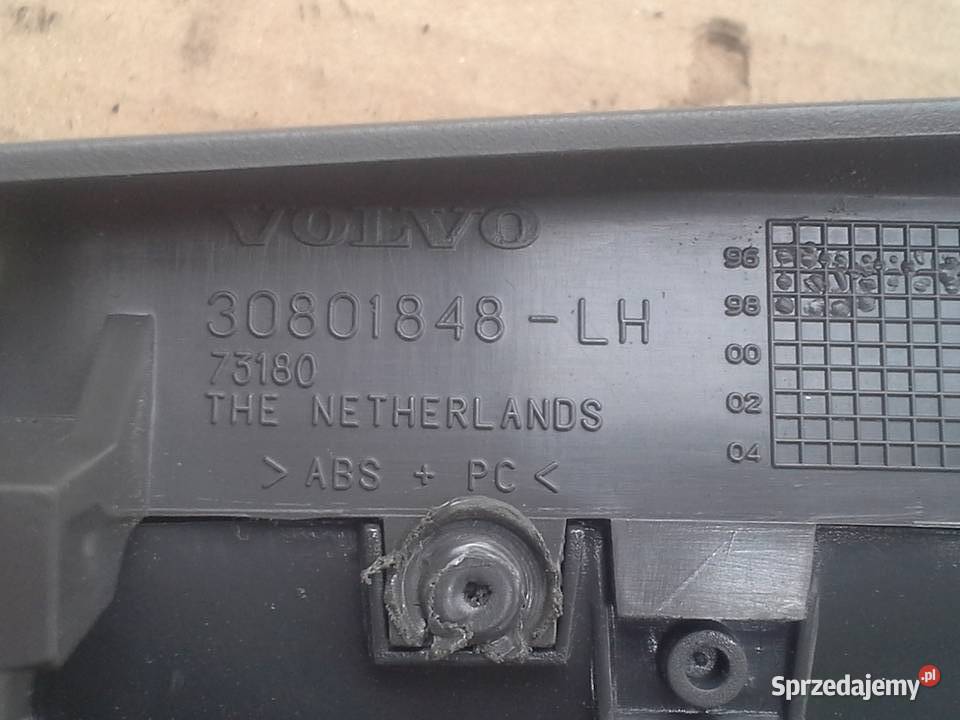 VOLVO
30801848-LH
73180
THE NETHERLANDS
> ABS + PC <
96
98
00
02
04
Sprzedajemy.pl